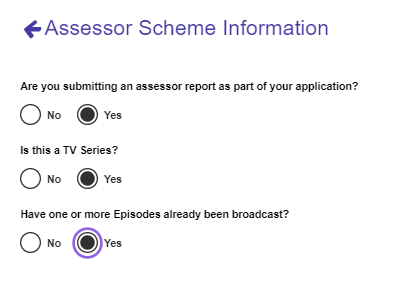 Assessor Scheme Information
Are you submitting an assessor report as part of your application?
No Yes
Is this a TV Series?
No Yes
Have one or more Episodes already been broadcast?
No Yes